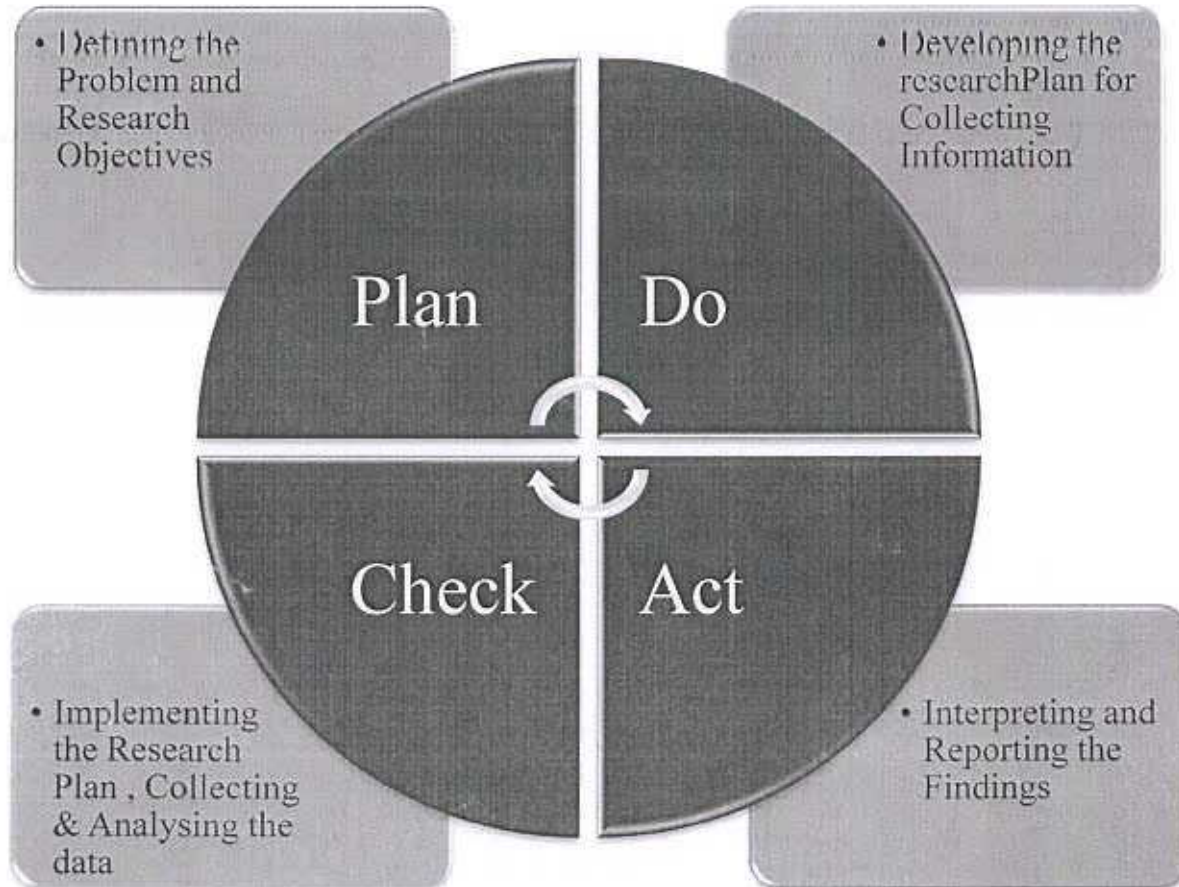 • Defining the
Problem and
Research
Objectives
• Developing the
researchPlan for
Collecting
Information
Plan
Do
Check
Act
• Implementing
the Research
Plan , Collecting
& Analysing the
data
• Interpreting and
Reporting the
Findings